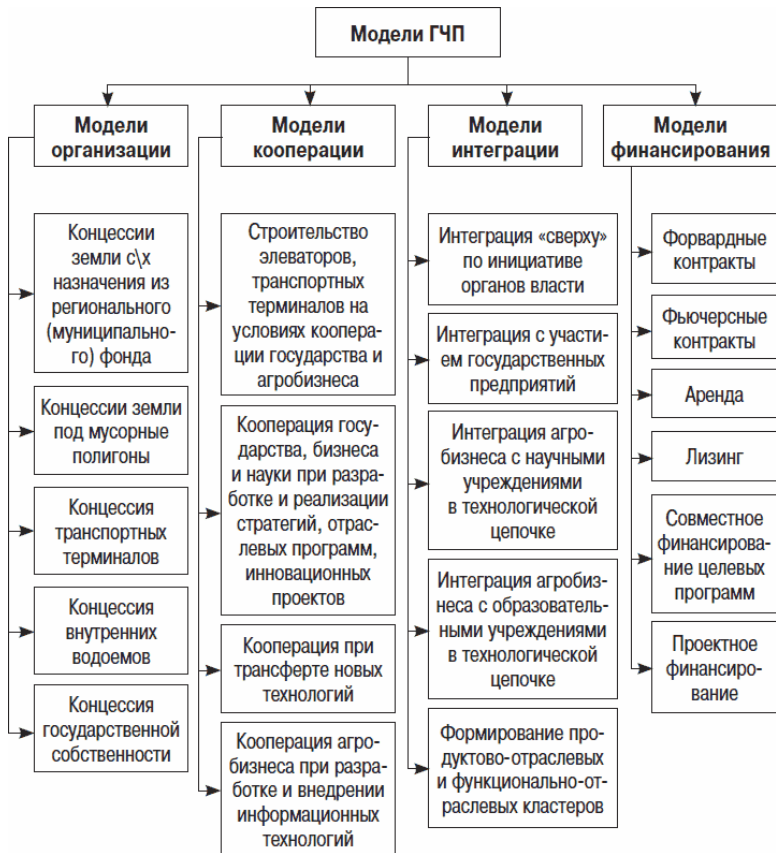 Модели ГЧП
Модели
организации
Концессии
земли с\х
назначения из
регионального
(муниципально-
го) фонда
Концессии земли
под мусорные
полигоны
Концессия
транспортных
терминалов
Концессия
внутренних
водоемов
Концессия
государственной
собственности
Модели
кооперации
Строительство
элеваторов,
транспортных
терминалов на
условиях коопера-
ции государства и
агробизнеса
Кооперация госу-
дарства, бизнеса
и науки при разра-
ботке и реализации
стратегий, отрас-
левых программ,
инновационных
проектов
Кооперация при
трансферте новых
технологий
Кооперация агро-
бизнеса при разра-
ботке и внедрении
информационных
технологий
Модели
интеграции
Интеграция «сверху»
по инициативе
органов власти
Интеграция с участи-
ем государственных
предприятий
Интеграция агро-
бизнеса с научными
учреждениями
в технологической
цепочке
Интеграция агробиз-
неса с образователь-
ными учреждениями
в технологической
цепочке
Формирование про-
дуктово-отраслевых
и функционально-от-
раслевых кластеров
Модели
финансирования
Форвардные
контракты
Фьючерсные
контракты
Аренда
Лизинг
Совместное
финансирова-
ние целевых
программ
Проектное
финансиро-
вание